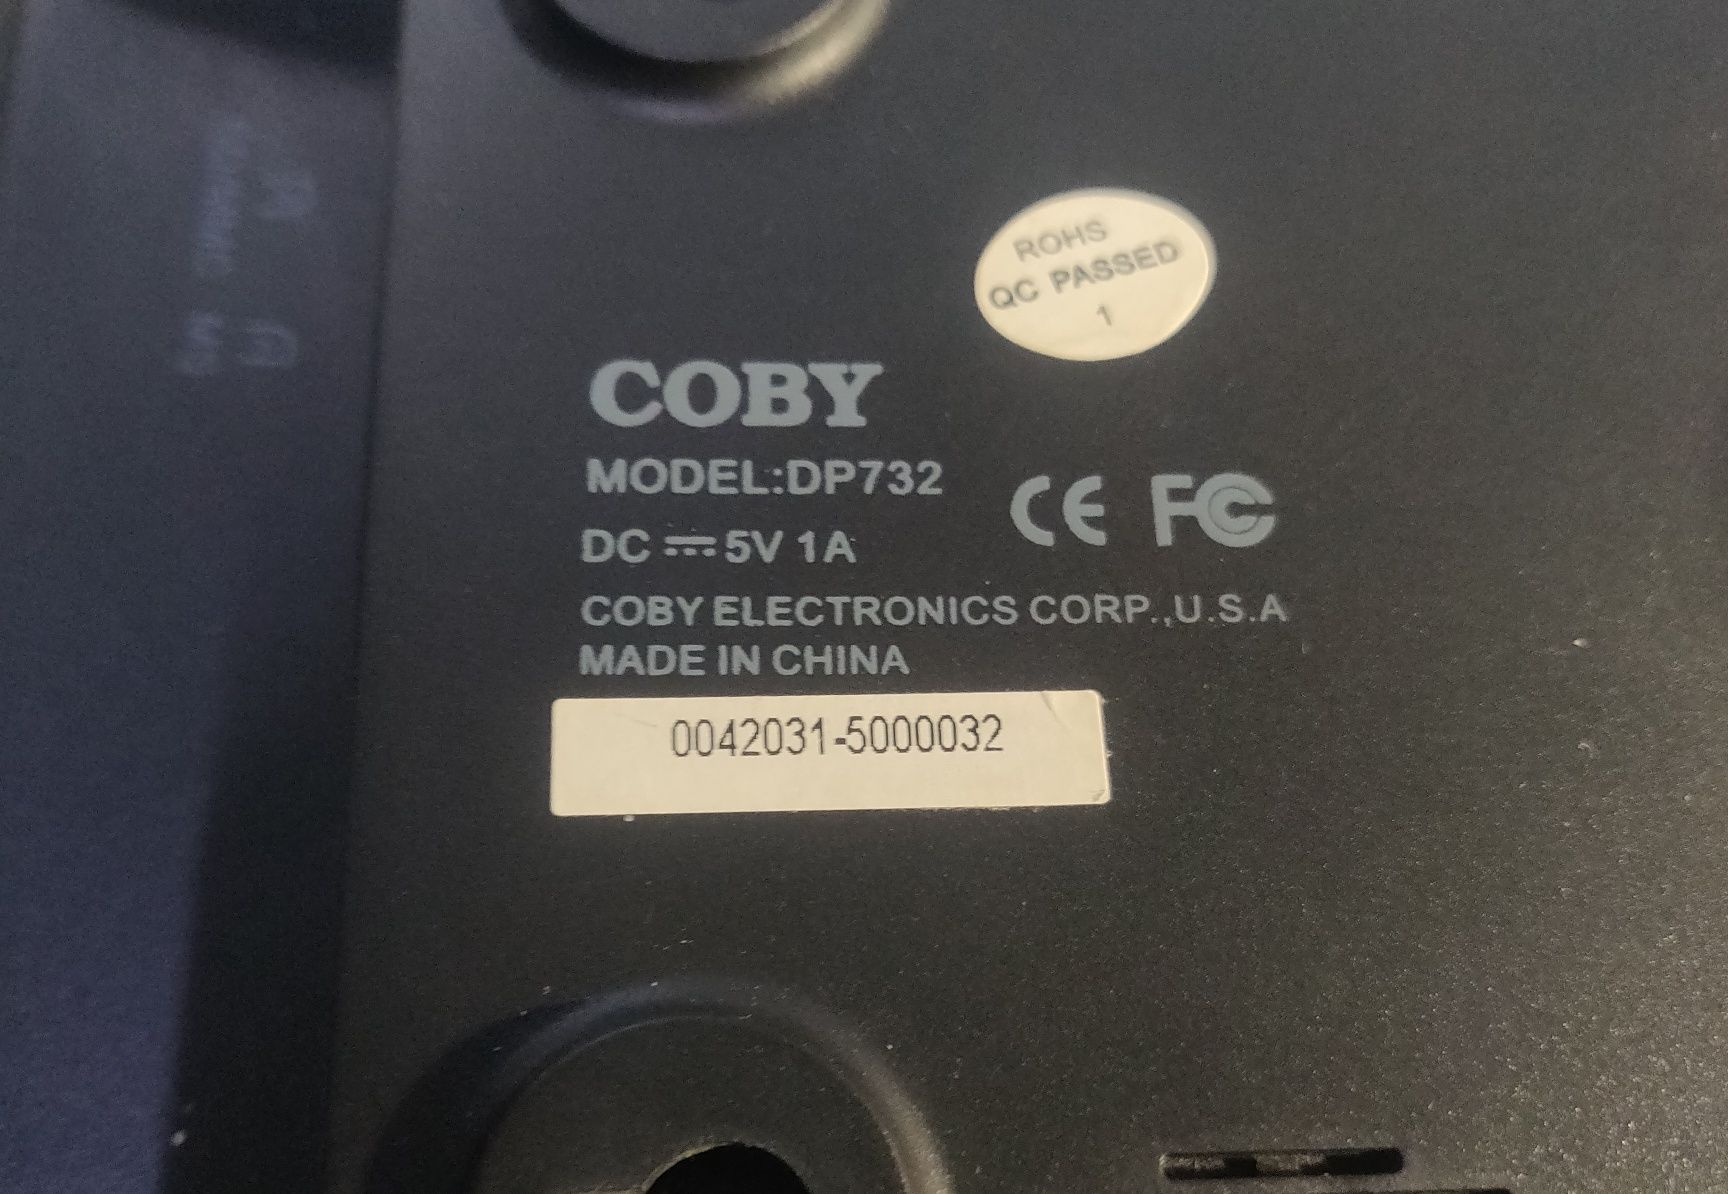 ROHS
QC PASSED
1
COBY
MODEL:DP732
CE FC
DC 5V 1A
COBY ELECTRONICS CORP.,U.S.A
MADE IN CHINA
0042031-5000032